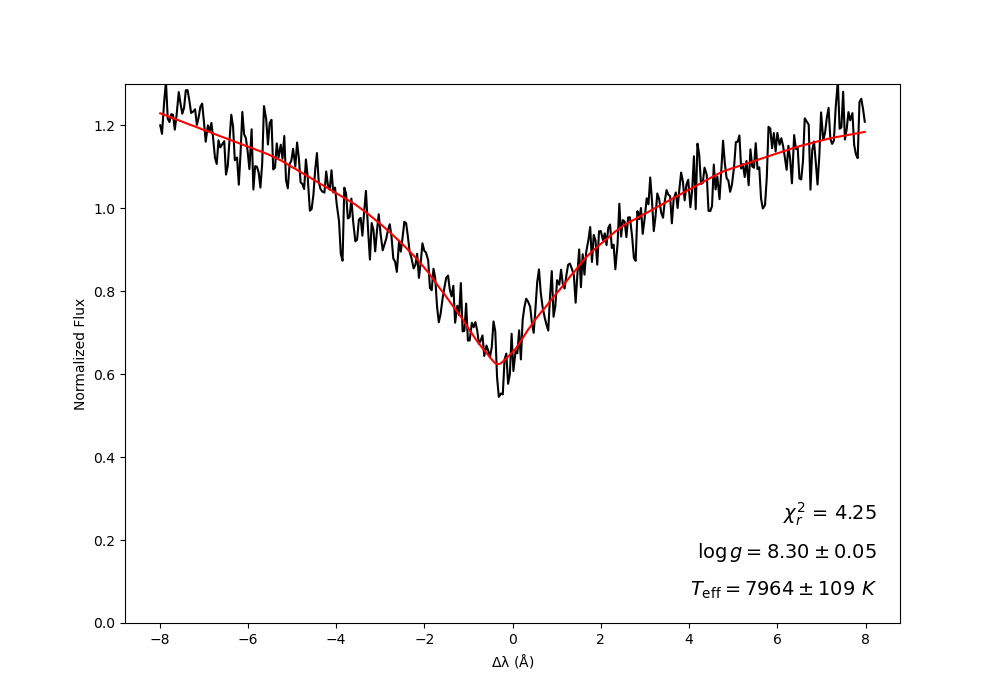 1.2
1.0
0.8
0.6
0.4
0.2
0.0
Normalized Flux
χ²ᵣ = 4.25
log g = 8.30 ± 0.05
T_eff = 7964 ± 109 K
−8 −6 −4 −2 0 2 4 6 8
Δλ (Å)